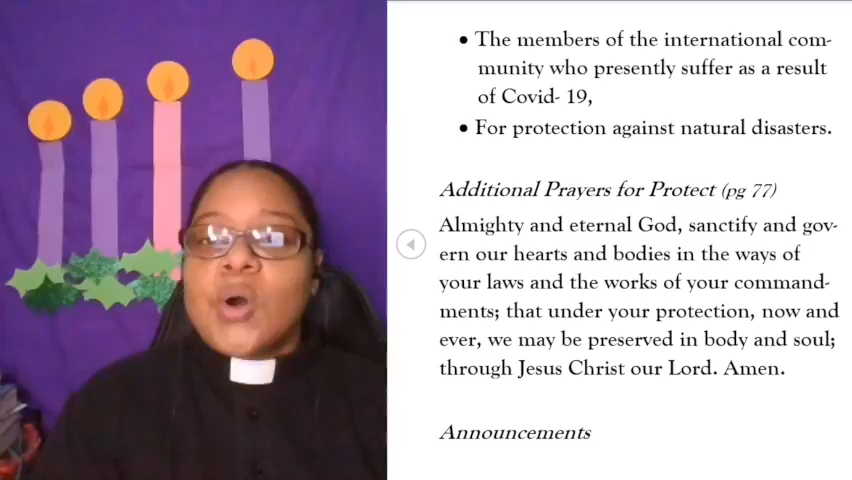 • The members of the international com-
munity who presently suffer as a result
of Covid- 19,
• For protection against natural disasters.
Additional Prayers for Protect (pg 77)
Almighty and eternal God, sanctify and gov-
ern our hearts and bodies in the ways of
your laws and the works of your command-
ments; that under your protection, now and
ever, we may be preserved in body and soul;
through Jesus Christ our Lord. Amen.
Announcements